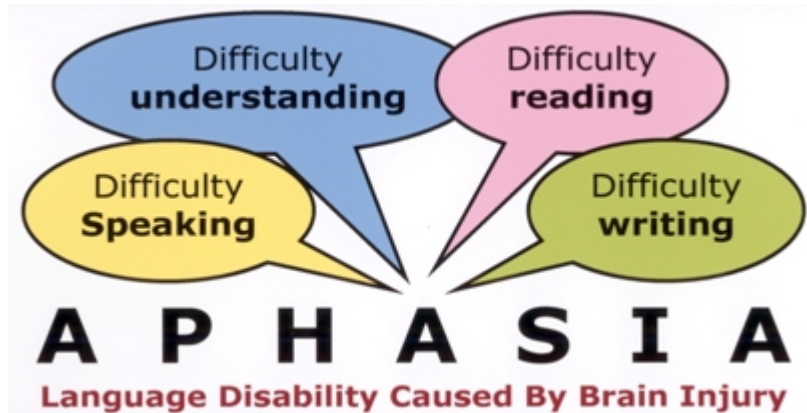 Difficulty
understanding
Difficulty
reading
Difficulty
Speaking
Difficulty
writing
APHASIA
Language Disability Caused By Brain Injury